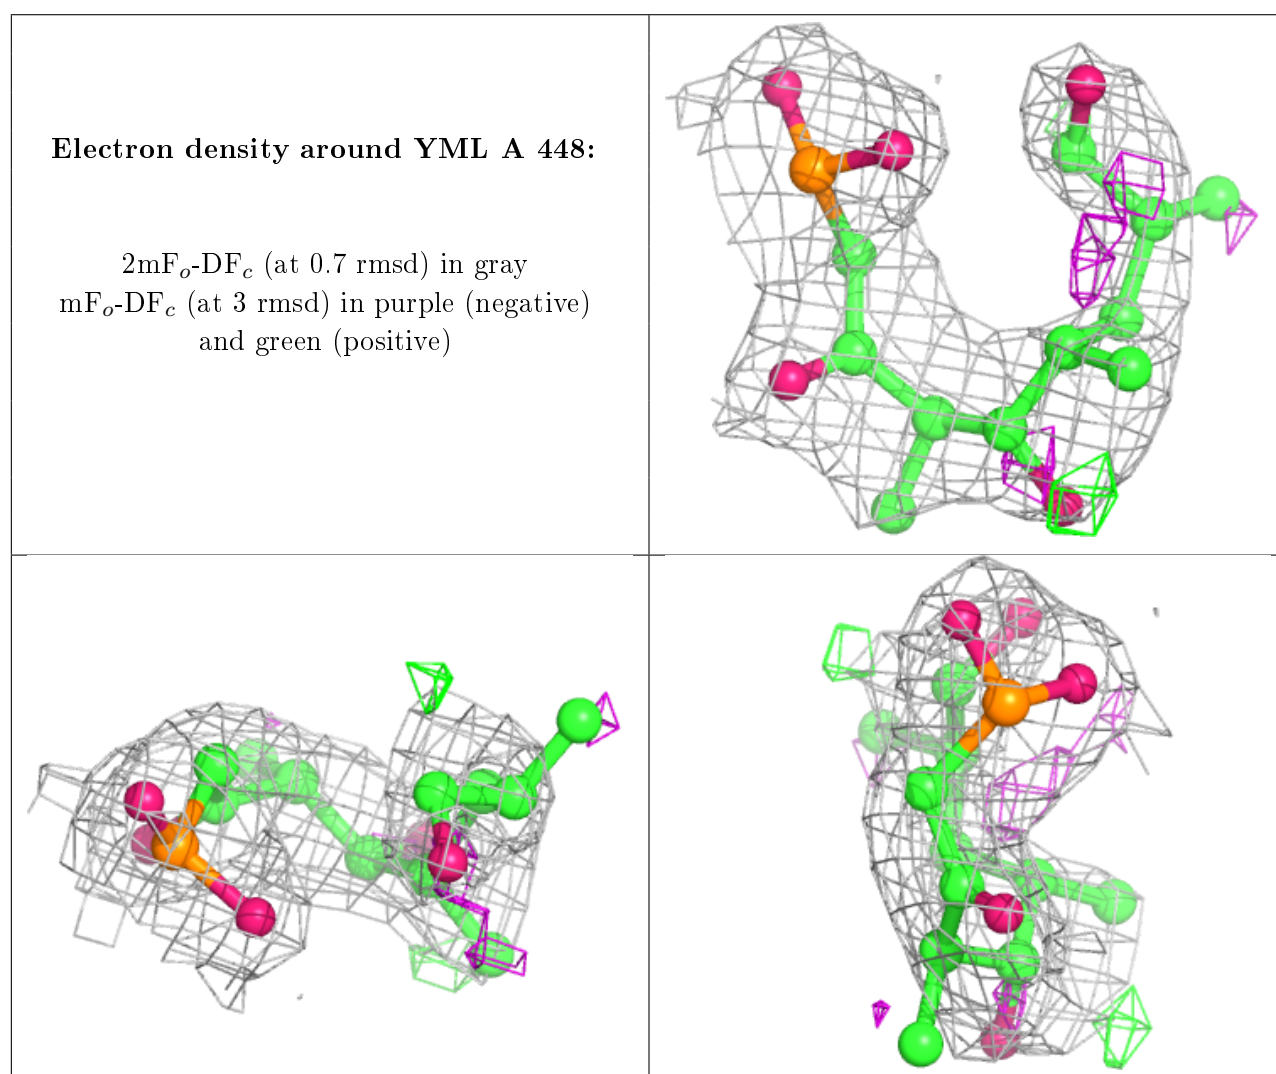 Electron density around YML A 448:
2mFo-DFc (at 0.7 rmsd) in gray
mFo-DFc (at 3 rmsd) in purple (negative)
and green (positive)